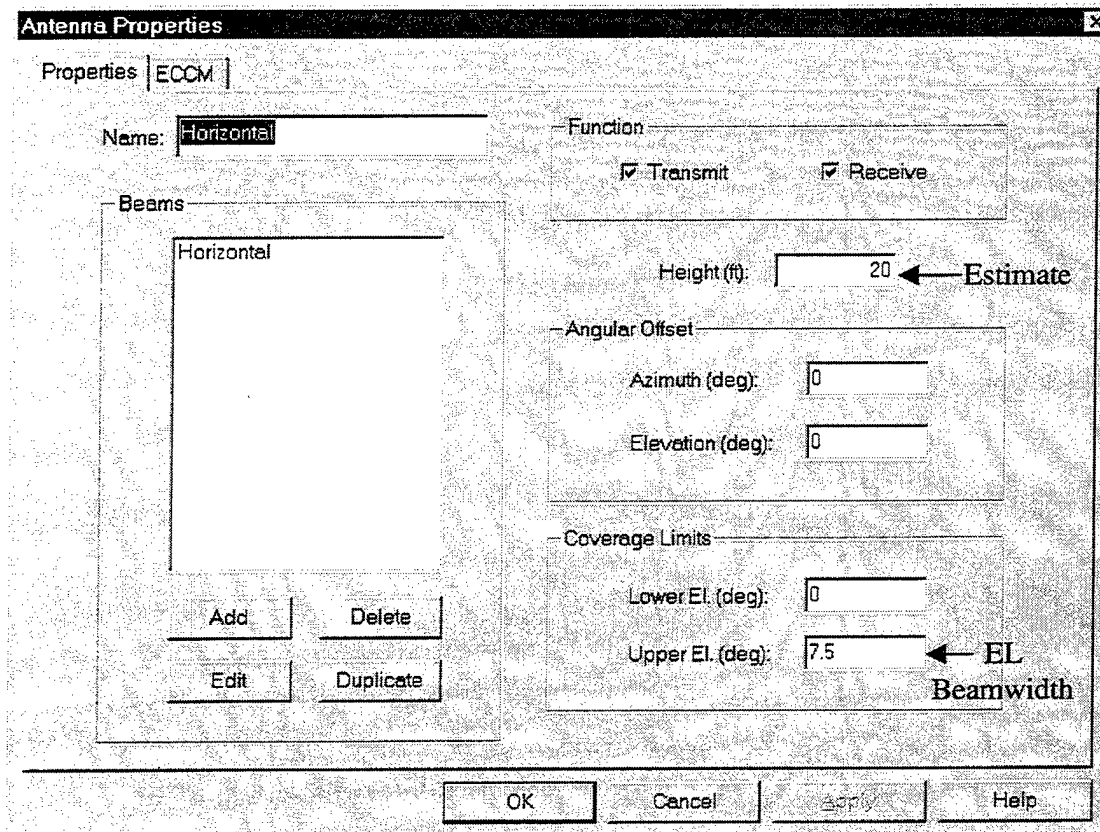 Antenna Properties
Properties
ECCM
Name: Horizontal
Beams
Horizontal
Add
Delete
Edit
Duplicate
Function
Transmit
Receive
Height (ft): 20
Estimate
Angular Offset
Azimuth (deg): 0
Elevation (deg): 0
Coverage Limits
Lower El. (deg): 0
Upper El. (deg): 7.5
EL
Beamwidth
OK
Cancel
Apply
Help